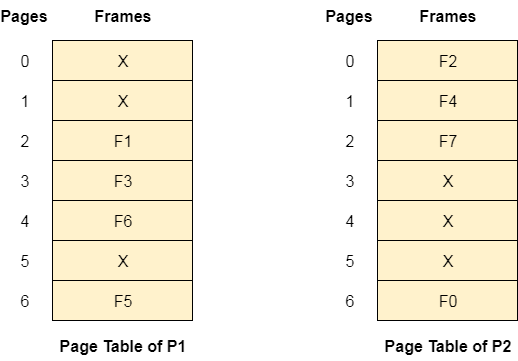 Pages Frames Pages Frames
0 X 0 F2
1 X 1 F4
2 F1 2 F7
3 F3 3 X
4 F6 4 X
5 X 5 X
6 F5 6 F0
Page Table of P1 Page Table of P2